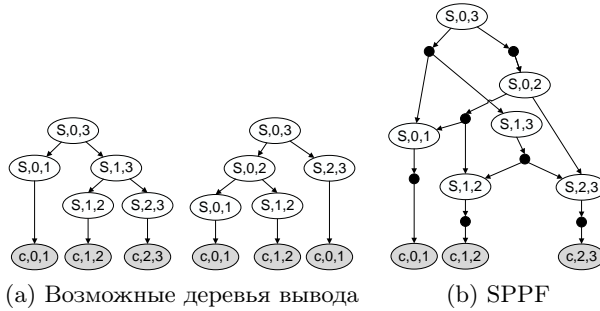 S,0,3
S,0,2
S,0,1
S,1,3
S,1,2
S,2,3
c,0,1
c,1,2
c,2,3
S,0,3
S,0,3
S,0,1
S,1,3
S,0,2
S,2,3
S,1,2
S,2,3
S,0,1
S,1,2
c,0,1
c,1,2
c,2,3
c,0,1
c,1,2
c,0,1
(a) Возможные деревья вывода
(b) SPPF